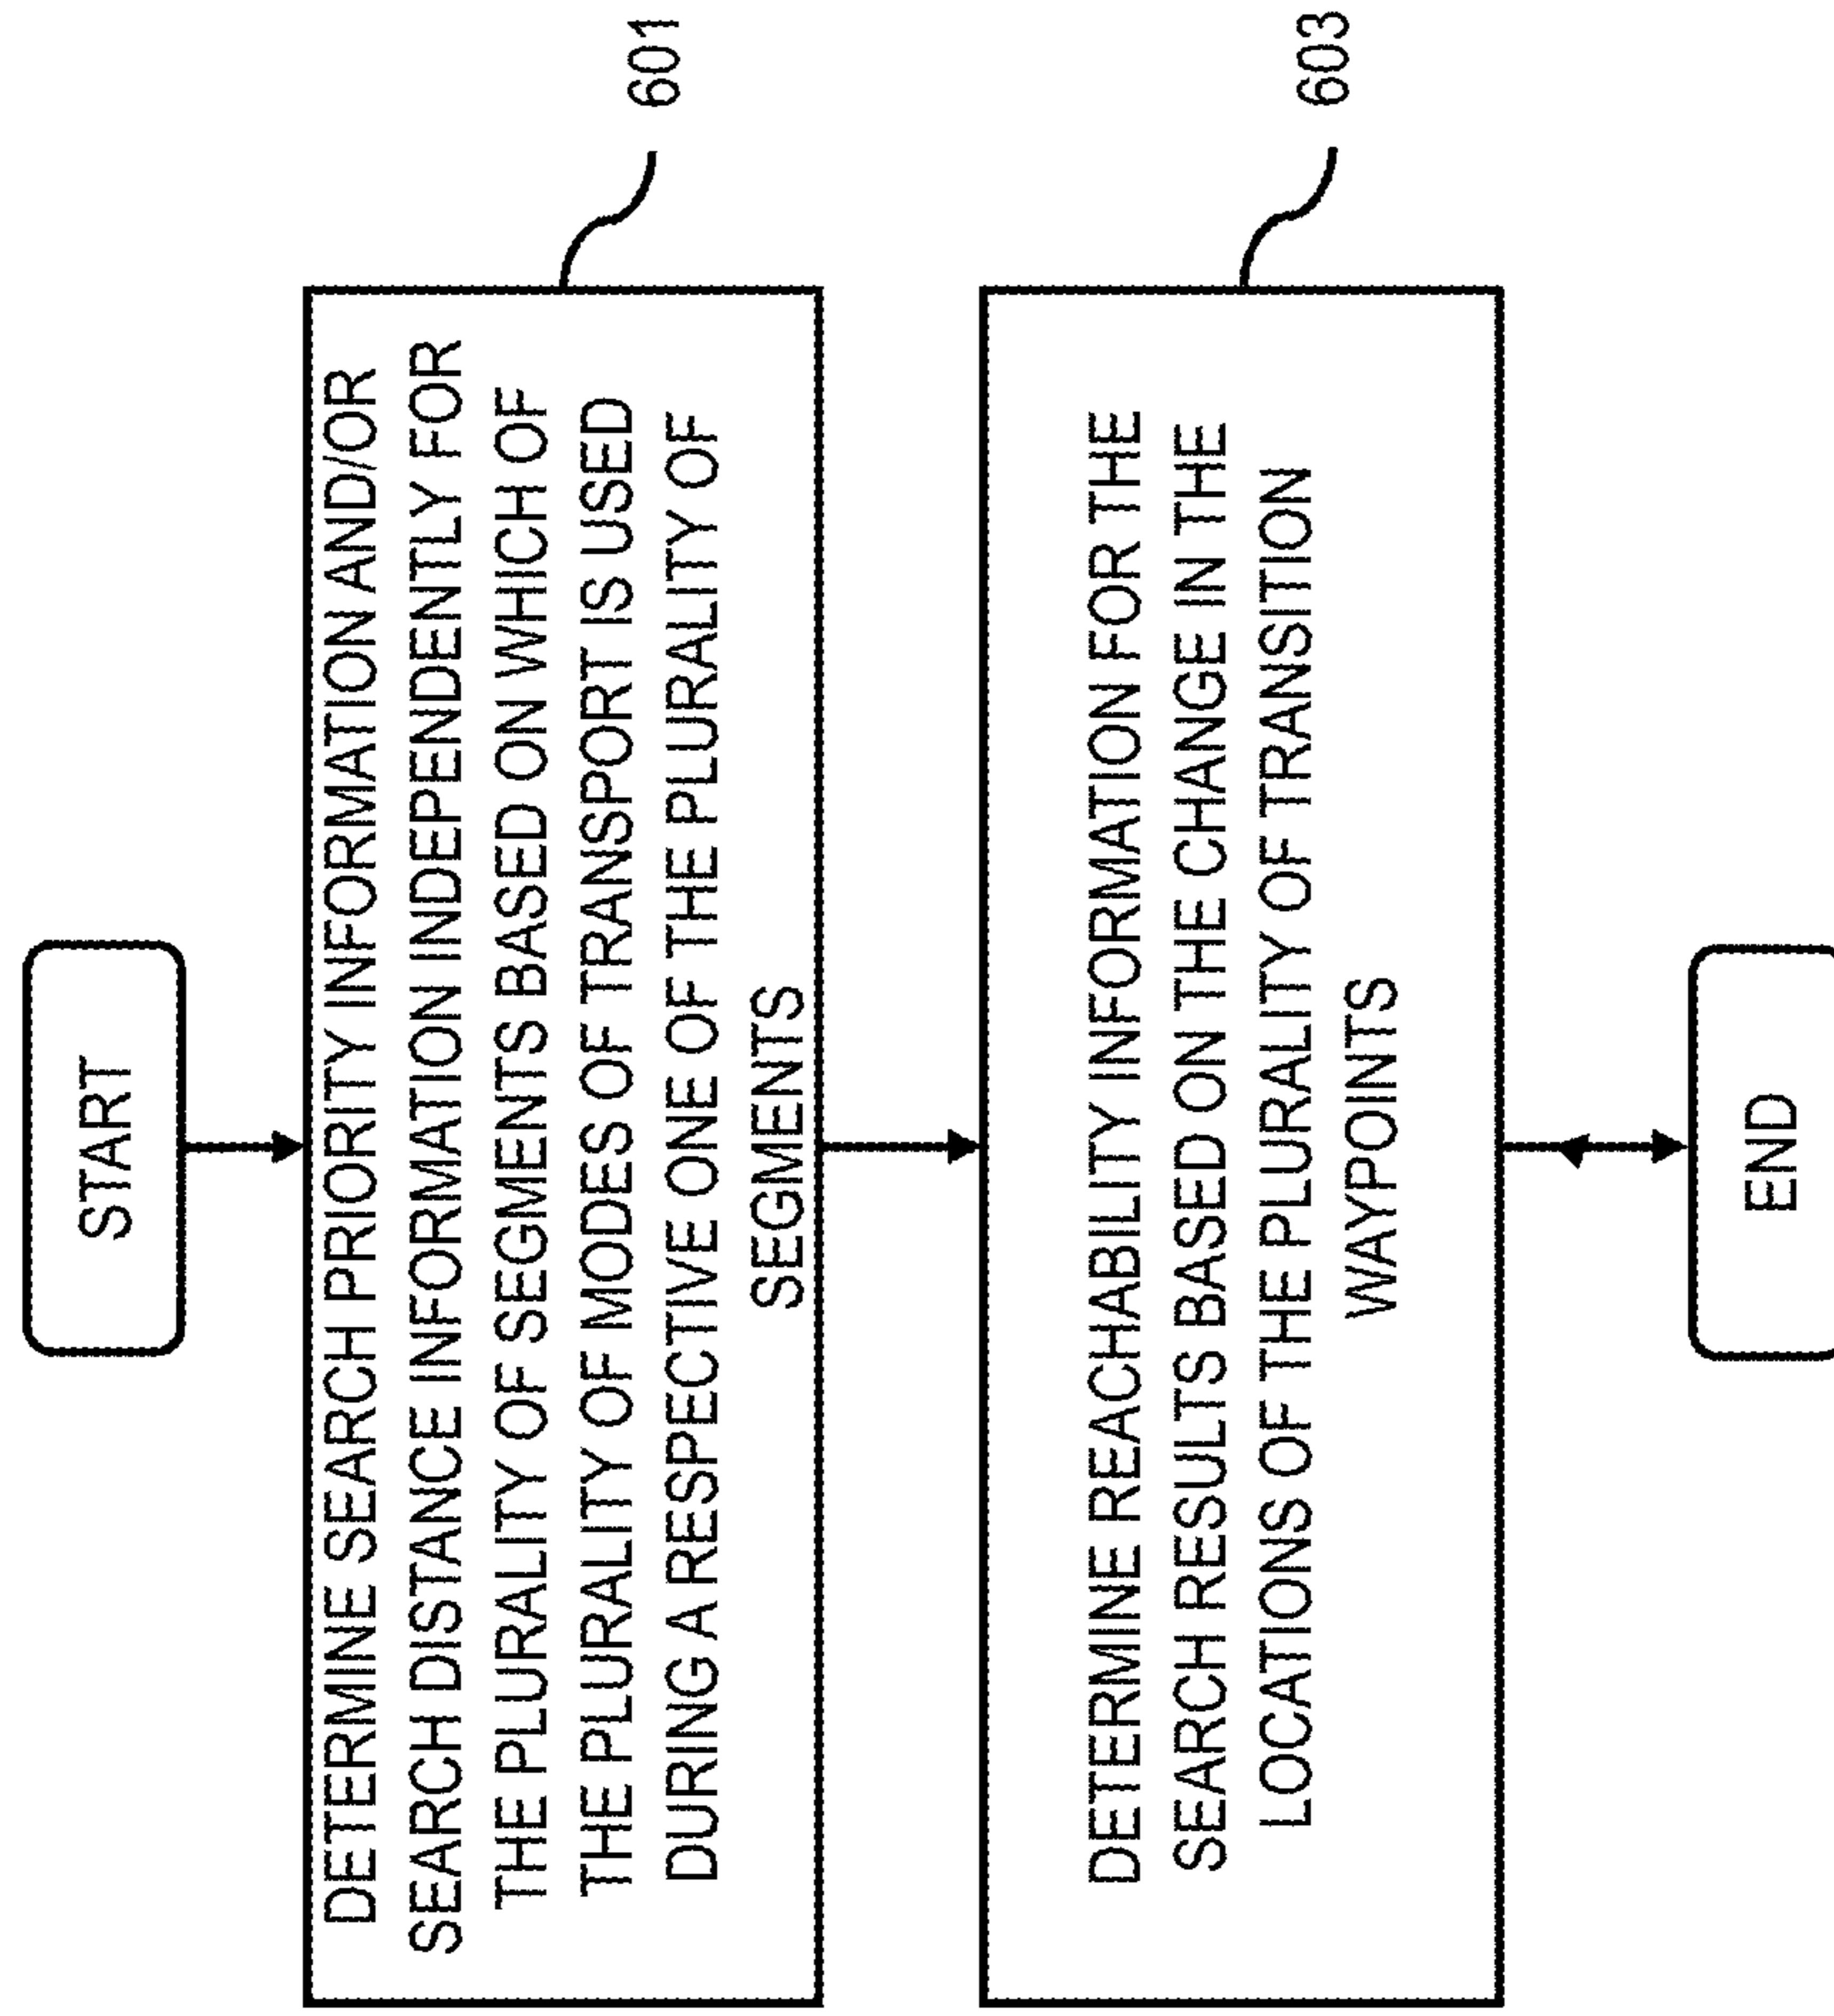 START
DETERMINE SEARCH PRIORITY INFORMATION AND/OR
SEARCH DISTANCE INFORMATION INDEPENDENTLY FOR
THE PLURALITY OF SEGMENTS BASED ON WHICH OF
THE PLURALITY OF MODES OF TRANSPORT IS USED
DURING A RESPECTIVE ONE OF THE PLURALITY OF
SEGMENTS
601
DETERMINE REACHABILITY INFORMATION FOR THE
SEARCH RESULTS BASED ON THE CHANGE IN THE
LOCATIONS OF THE PLURALITY OF TRANSITION
WAYPOINTS
603
END